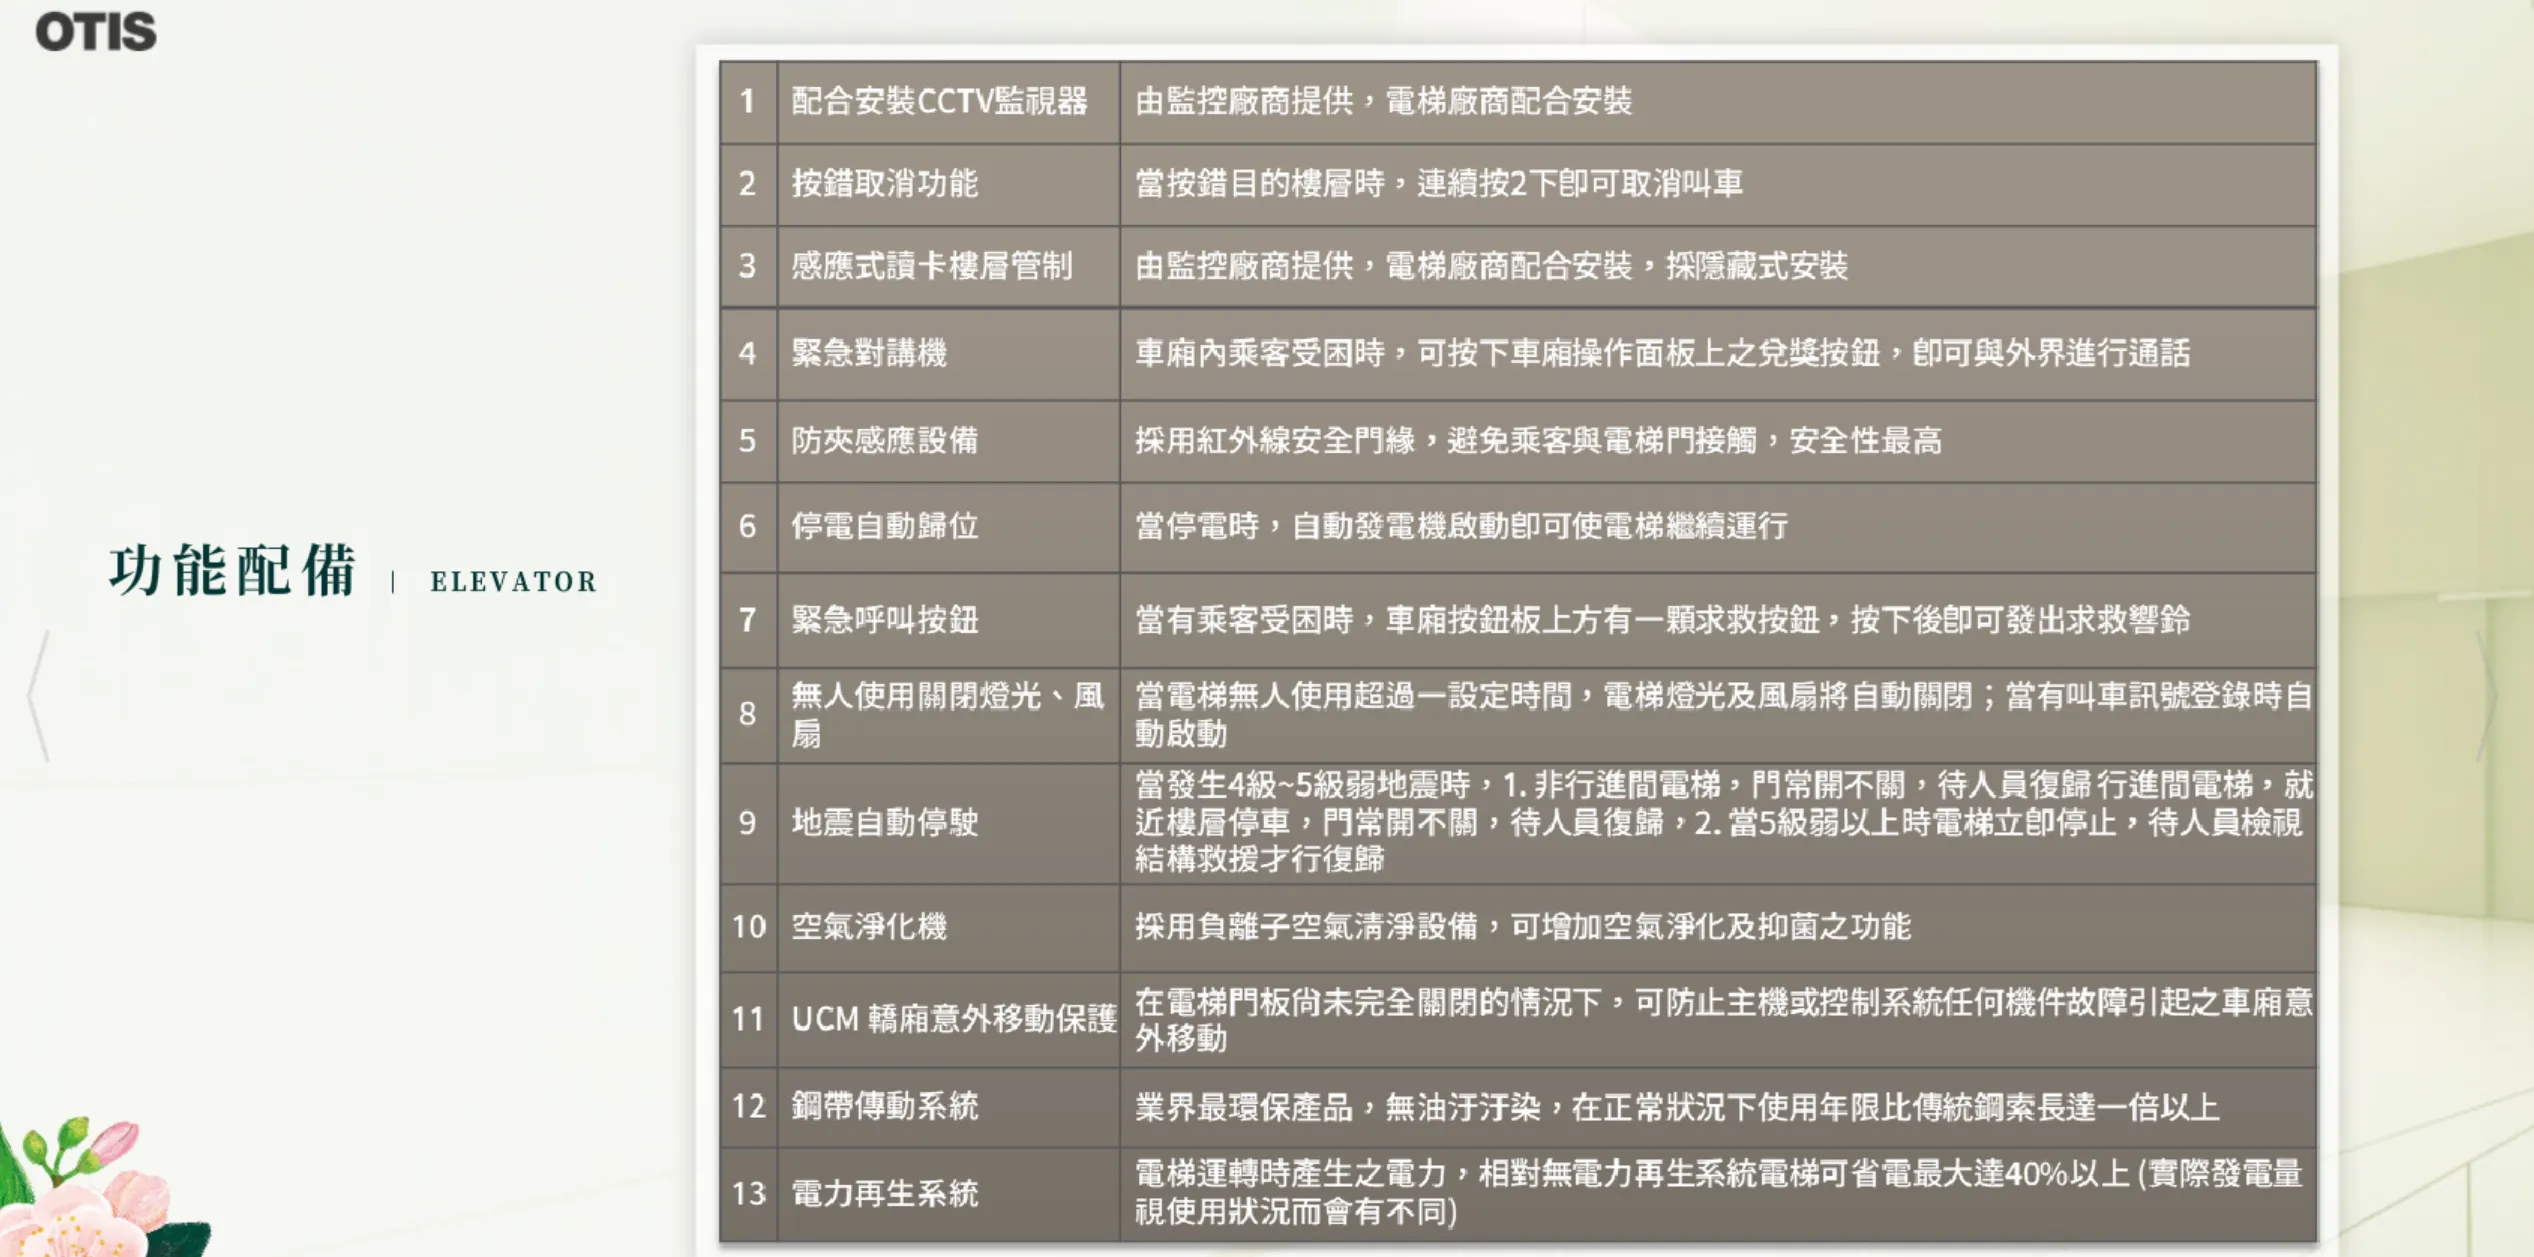 OTIS
功能配備 | ELEVATOR
1 配合安裝CCTV監視器 由監控廠商提供，電梯廠商配合安裝
2 按錯取消功能 當按錯目的樓層時，連續按2下即可取消叫車
3 感應式讀卡樓層管制 由監控廠商提供，電梯廠商配合安裝，採隱藏式安裝
4 緊急對講機 車廂內乘客受困時，可按下車廂操作面板上之兌獎按鈕，即可與外界進行通話
5 防夾感應設備 採用紅外線安全門緣，避免乘客與電梯門接觸，安全性最高
6 停電自動歸位 當停電時，自動發電機啟動即可使電梯繼續運行
7 緊急呼叫按鈕 當有乘客受困時，車廂按鈕板上方有一顆求救按鈕，按下後即可發出求救響鈴
8 無人使用關閉燈光、風
扇
當電梯無人使用超過一設定時間，電梯燈光及風扇將自動關閉；當有叫車訊號登錄時自
動啟動
9 地震自動停駛
當發生4級~5級弱地震時，1. 非行進間電梯，門常開不關，待人員復歸 行進間電梯，就
近樓層停車，門常開不關，待人員復歸，2. 當5級弱以上時電梯立即停止，待人員檢視
結構救援才行復歸
10 空氣淨化機 採用負離子空氣清淨設備，可增加空氣淨化及抑菌之功能
11 UCM 轎廂意外移動保護
在電梯門板尚未完全關閉的情況下，可防止主機或控制系統任何機件故障引起之車廂意
外移動
12 鋼帶傳動系統 業界最環保產品，無油汙汙染，在正常狀況下使用年限比傳統鋼索長達一倍以上
13 電力再生系統
電梯運轉時產生之電力，相對無電力再生系統電梯可省電最大達40%以上 (實際發電量
視使用狀況而會有不同)